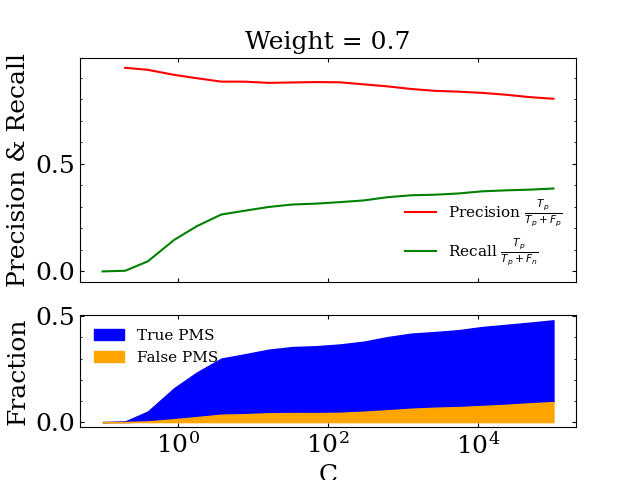 Weight = 0.7
Precision & Recall
0.5
0.0
Precision \frac{T_p}{T_p + F_p}
Recall \frac{T_p}{T_p + F_n}
Fraction
0.5
0.0
True PMS
False PMS
10^0 10^2 10^4
C